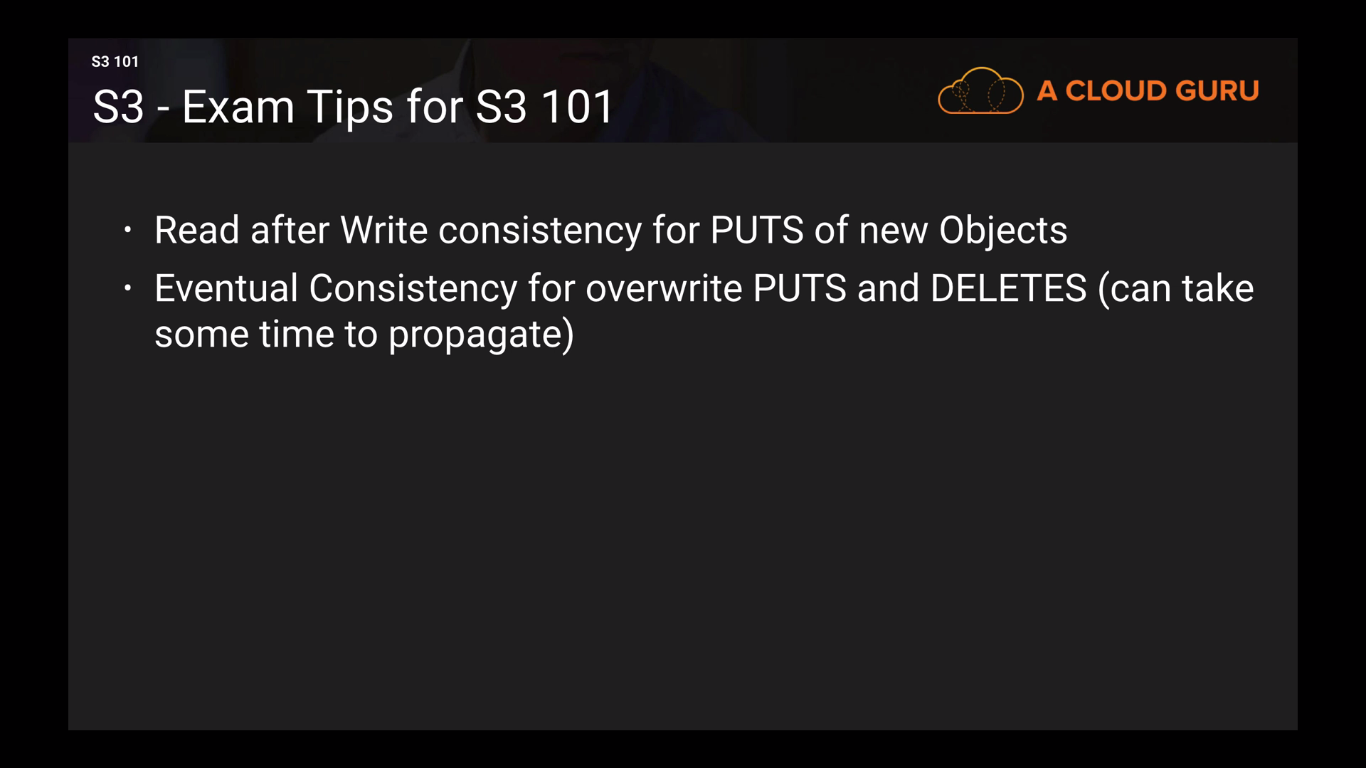 S3 101
S3 - Exam Tips for S3 101
A CLOUD GURU
· Read after Write consistency for PUTS of new Objects
· Eventual Consistency for overwrite PUTS and DELETES (can take
some time to propagate)